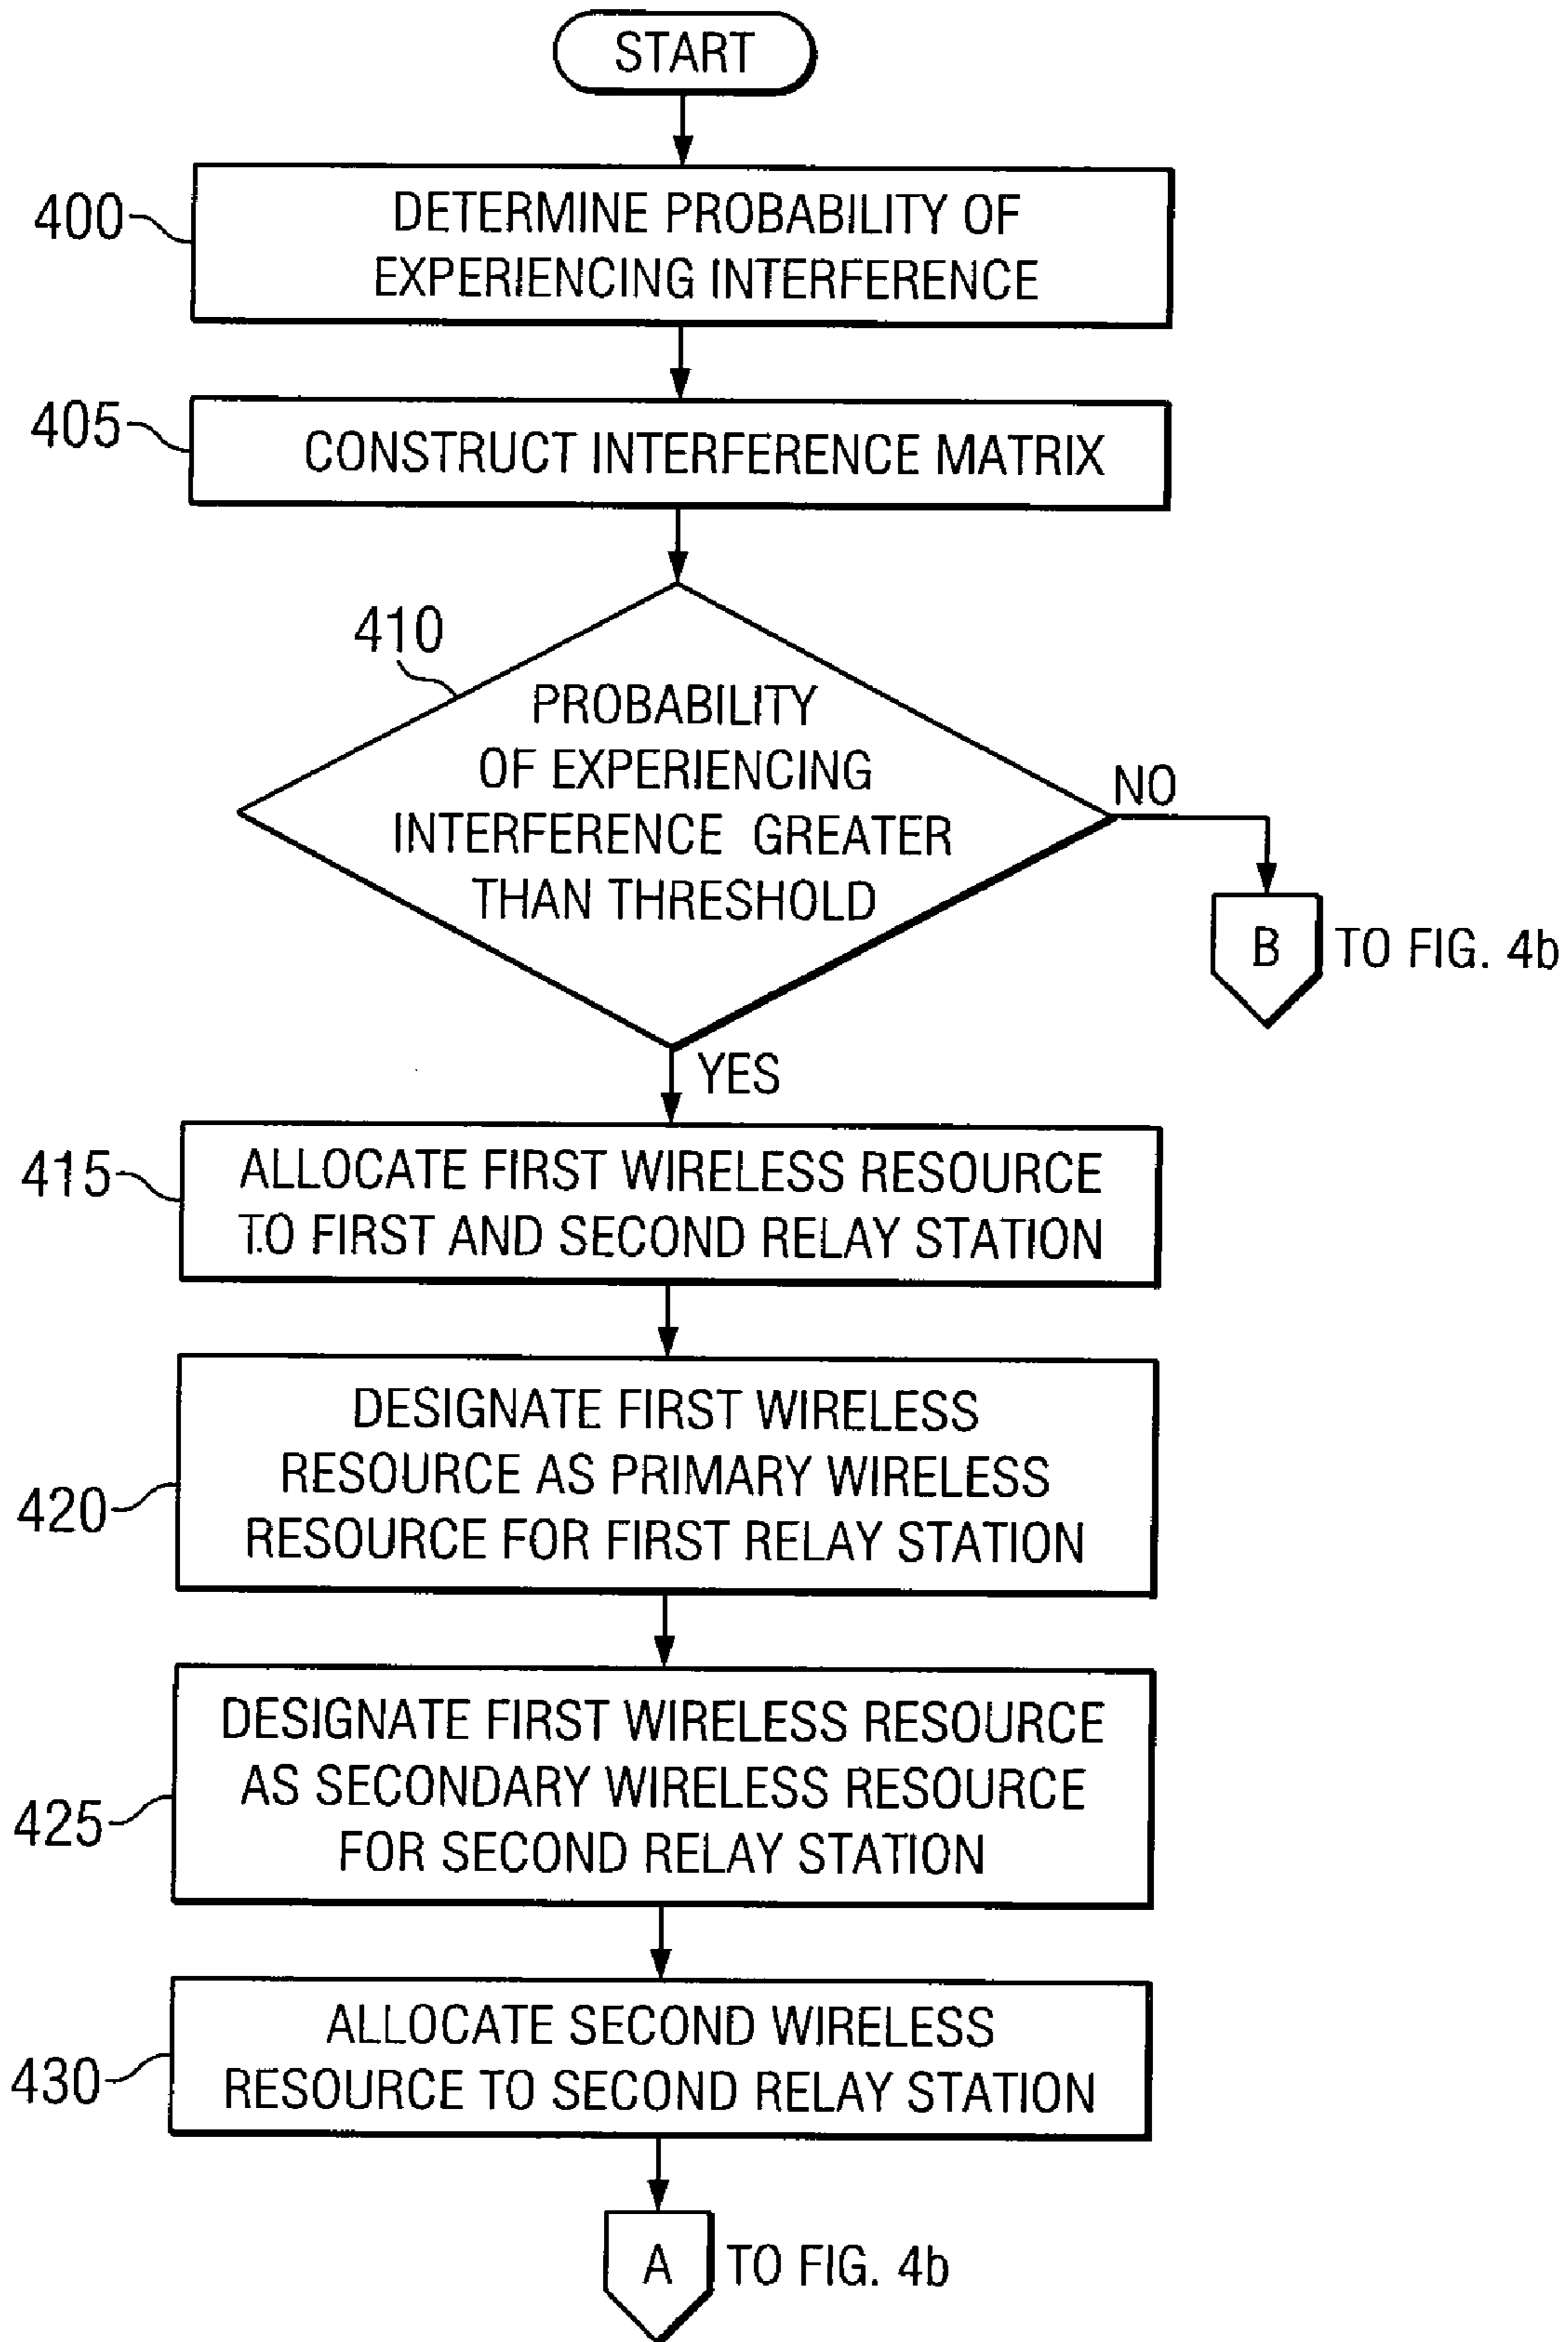 START
400
DETERMINE PROBABILITY OF
EXPERIENCING INTERFERENCE
405
CONSTRUCT INTERFERENCE MATRIX
410
PROBABILITY
OF EXPERIENCING
INTERFERENCE GREATER
THAN THRESHOLD
NO
B
TO FIG. 4b
YES
415
ALLOCATE FIRST WIRELESS RESOURCE
TO FIRST AND SECOND RELAY STATION
420
DESIGNATE FIRST WIRELESS
RESOURCE AS PRIMARY WIRELESS
RESOURCE FOR FIRST RELAY STATION
425
DESIGNATE FIRST WIRELESS RESOURCE
AS SECONDARY WIRELESS RESOURCE
FOR SECOND RELAY STATION
430
ALLOCATE SECOND WIRELESS
RESOURCE TO SECOND RELAY STATION
A
TO FIG. 4b